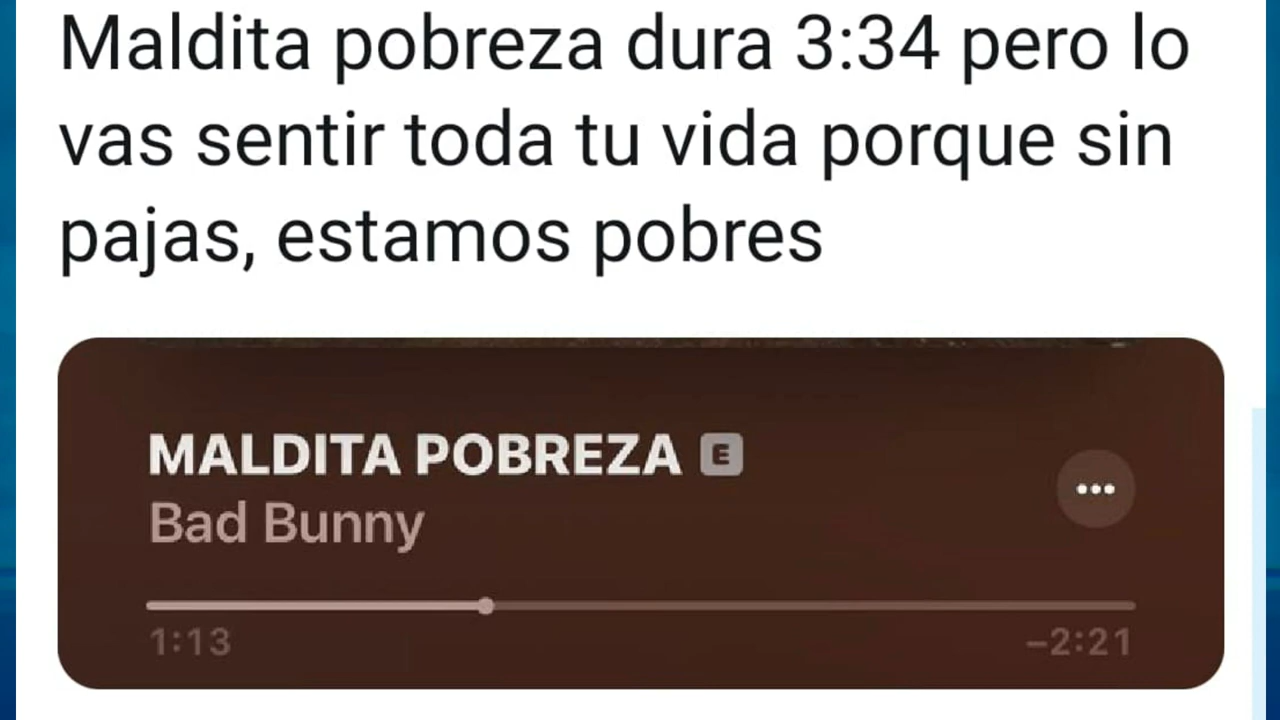 Maldita pobreza dura 3:34 pero lo
vas sentir toda tu vida porque sin
pajas, estamos pobres
MALDITA POBREZA E
Bad Bunny
1:13 –2:21